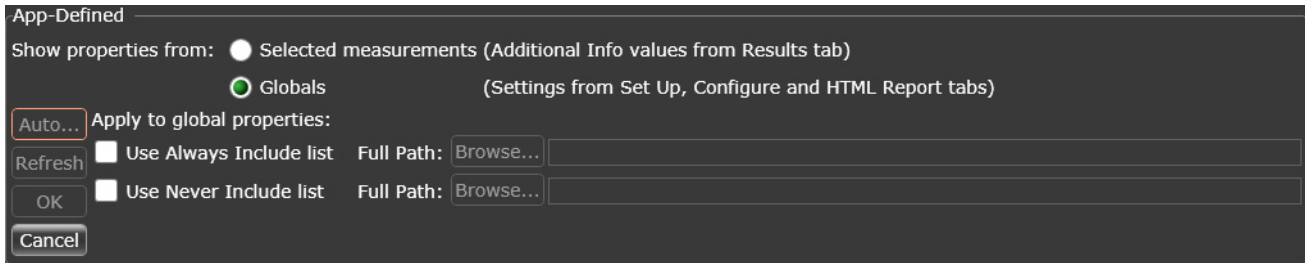 App-Defined
Show properties from: Selected measurements (Additional Info values from Results tab)
Globals (Settings from Set Up, Configure and HTML Report tabs)
Auto... Apply to global properties:
Use Always Include list Full Path: Browse...
Refresh
Use Never Include list Full Path: Browse...
OK
Cancel